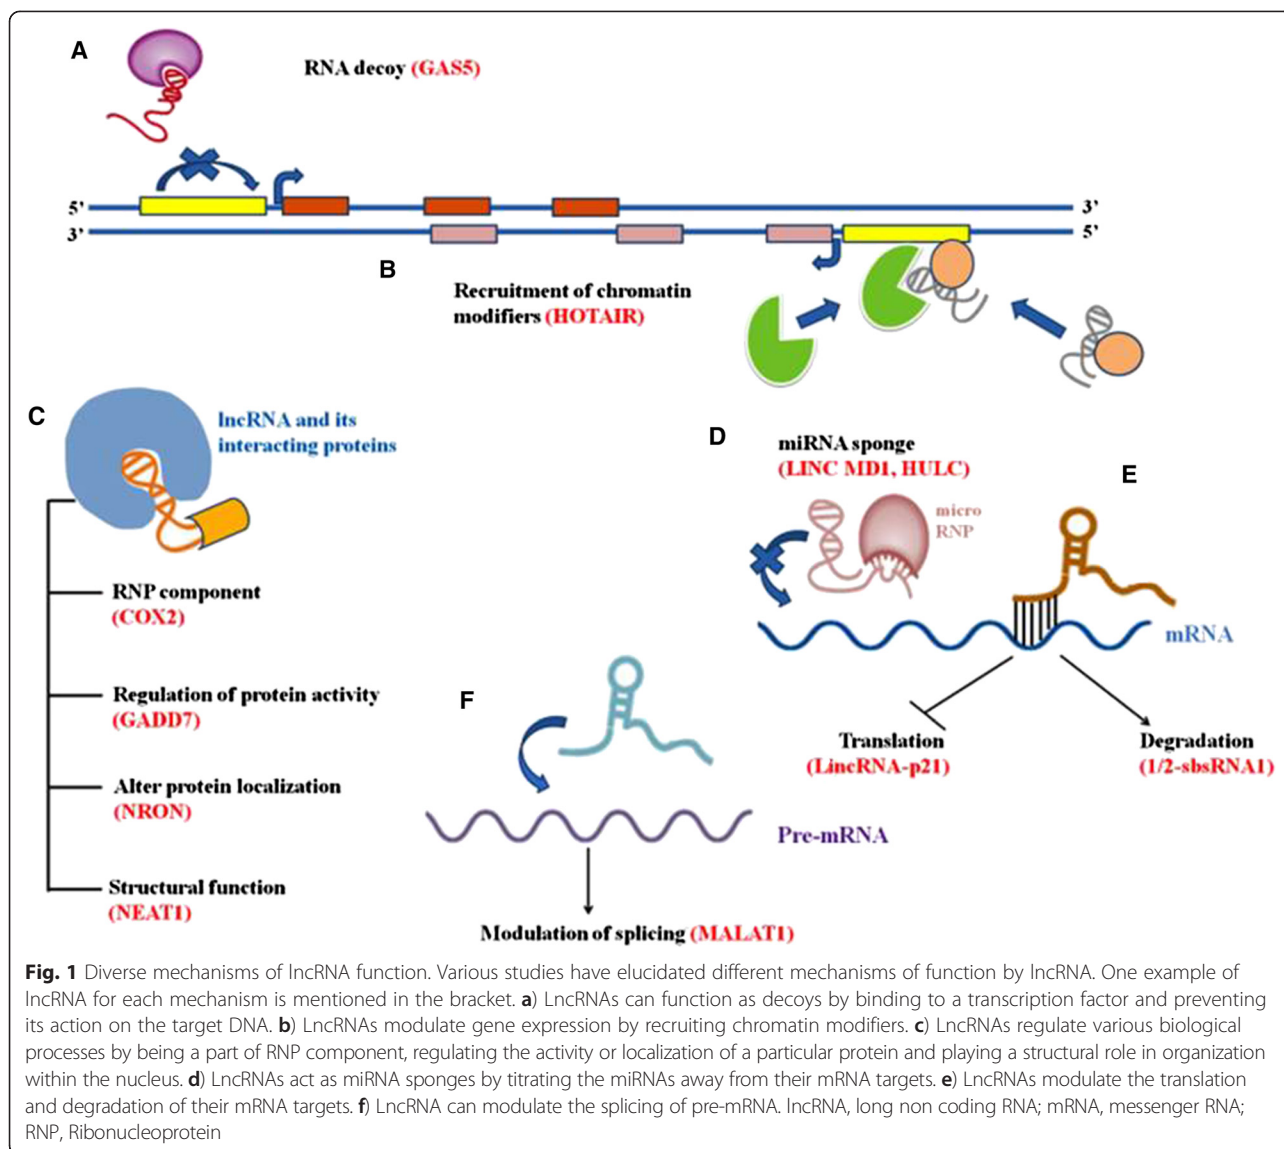 A
RNA decoy (GAS5)
5’ 3’
3’ 5’
B
Recruitment of chromatin
modifiers (HOTAIR)
C
lncRNA and its
interacting proteins
RNP component
(COX2)
Regulation of protein activity
(GADD7)
Alter protein localization
(NRON)
Structural function
(NEAT1)
D
miRNA sponge
(LINC MD1, HULC)
micro
RNP
E
mRNA
Translation
(LincRNA-p21)
Degradation
(1/2-sbsRNA1)
F
Pre-mRNA
Modulation of splicing (MALAT1)
Fig. 1 Diverse mechanisms of lncRNA function. Various studies have elucidated different mechanisms of function by lncRNA. One example of
lncRNA for each mechanism is mentioned in the bracket. a) LncRNAs can function as decoys by binding to a transcription factor and preventing
its action on the target DNA. b) LncRNAs modulate gene expression by recruiting chromatin modifiers. c) LncRNAs regulate various biological
processes by being a part of RNP component, regulating the activity or localization of a particular protein and playing a structural role in organization
within the nucleus. d) LncRNAs act as miRNA sponges by titrating the miRNAs away from their mRNA targets. e) LncRNAs modulate the translation
and degradation of their mRNA targets. f) LncRNA can modulate the splicing of pre-mRNA. lncRNA, long non coding RNA; mRNA, messenger RNA;
RNP, Ribonucleoprotein